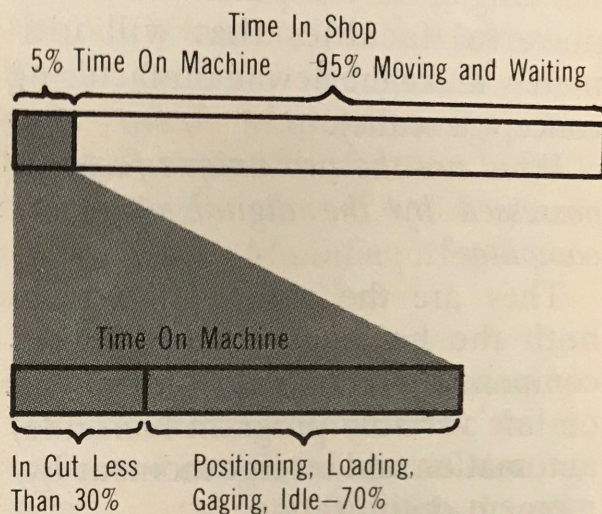 Time In Shop
5% Time On Machine 95% Moving and Waiting
Time On Machine
In Cut Less
Than 30%
Positioning, Loading,
Gaging, Idle–70%